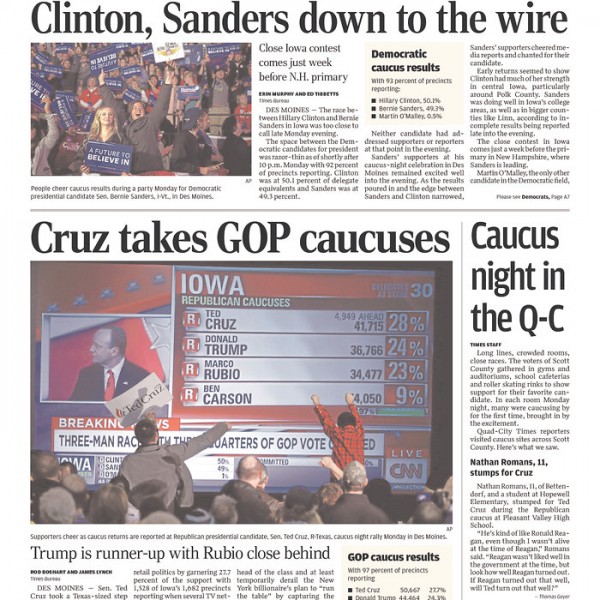 Clinton, Sanders down to the wire
A FUTURE TO
BELIEVE IN
AP
People cheer caucus results during a party Monday for Democratic
presidential candidate Sen. Bernie Sanders, I-Vt., in Des Moines.
Close Iowa contest
comes just week
before N.H. primary
ERIN MURPHY AND ED TIBBETTS
Times Bureau
DES MOINES — The race be-
tween Hillary Clinton and Bernie
Sanders in Iowa was too close to
call late Monday evening.
The space between the Dem-
ocratic candidates for president
was razor-thin as of shortly after
10 p.m. Monday with 92 percent
of precincts reporting. Clinton
was at 50.1 percent of delegate
equivalents and Sanders was at
49.3 percent.
Democratic
caucus results
With 93 percent of precincts
reporting:
■ Hillary Clinton, 50.1%
■ Bernie Sanders, 49.3%
■ Martin O'Malley, 0.5%
Neither candidate had ad-
dressed supporters or reporters
at that point in the evening.
Sanders' supporters at his
caucus-night celebration in Des
Moines remained excited well
into the evening. As the results
poured in and the edge between
Sanders and Clinton narrowed,
Sanders' supporters cheered me-
dia reports and chanted for their
candidate.
Early returns seemed to show
Clinton had much of her strength
in central Iowa, particularly
around Polk County. Sanders
was doing well in Iowa's college
areas, as well as in bigger coun-
ties like Linn, according to in-
complete results being reported
late into the evening.
The close contest in Iowa
comes just a week before the pri-
mary in New Hampshire, where
Sanders is leading.
Martin O'Malley, the only other
candidate in the Democratic field,
Please see Democrats, Page A7
Cruz takes GOP caucuses
IOWA
REPUBLICAN CAUCUSES
30
R TED
CRUZ
4,949 AHEAD
41,715 28%
R DONALD
TRUMP 36,766 24%
R MARCO
RUBIO 34,477 23%
R BEN
CARSON 4,050 9%
TedCruz
BREAKING
THREE-MAN RAC
QUARTERS OF GOP VOTE
IOWA
50%
49%
LIVE
CNN
AP
Supporters cheer as caucus returns are reported at Republican presidential candidate, Sen. Ted Cruz, R-Texas, caucus night rally Monday in Des Moines.
Trump is runner-up with Rubio close behind
ROD BOSHART AND JAMES LYNCH
Times Bureau
DES MOINES — Sen. Ted
Cruz took a Texas-sized step
retail politics by garnering 27.7
percent of the support with
1,528 of Iowa's 1,682 precincts
reporting when several TV net-
head of the class and at least
temporarily derail the New
York billionaire's plan to "run
the table" by capturing the
GOP caucus results
With 97 percent of precincts
reporting
■ Ted Cruz 50,667 27.7%
■ Donald Trump 44,464 24.3%
Caucus
night in
the Q-C
TIMES STAFF
Long lines, crowded rooms,
close races. The voters of Scott
County gathered in gyms and
auditoriums, school cafeterias
and roller skating rinks to show
support for their favorite can-
didate. In each room Monday
night, many were caucusing by
for the first time, brought in by
the excitement.
Quad-City Times reporters
visited caucus sites across Scott
County. Here's what we saw.
Nathan Romans, 11,
stumps for Cruz
Nathan Romans, 11, of Betten-
dorf, and a student at Hopewell
Elementary, stumped for Ted
Cruz during the Republican
caucus at Pleasant Valley High
School.
"He's kind of like Ronald Rea-
gan, even though I wasn't alive
at the time of Reagan," Romans
said. "Reagan wasn't liked well in
the government at the time, but
look how well Reagan turned out.
If Reagan turned out that well,
will Ted turn out that well?"
— Thomas Geyer